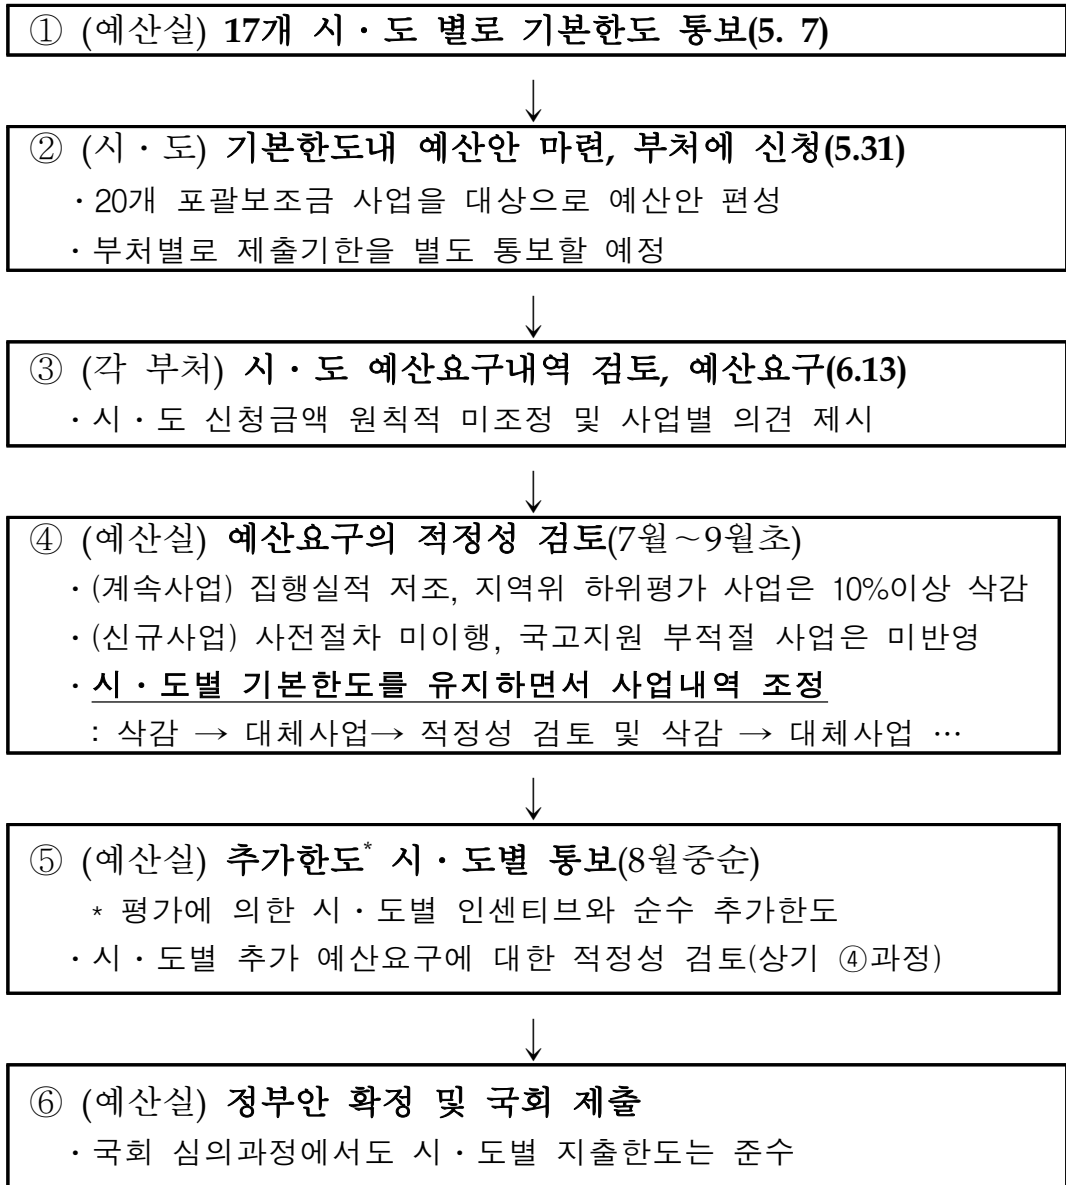 ① (예산실) 17개 시・도 별로 기본한도 통보(5. 7)
↓
② (시・도) 기본한도내 예산안 마련, 부처에 신청(5.31)
・20개 포괄보조금 사업을 대상으로 예산안 편성
・부처별로 제출기한을 별도 통보할 예정
↓
③ (각 부처) 시・도 예산요구내역 검토, 예산요구(6.13)
・시・도 신청금액 원칙적 미조정 및 사업별 의견 제시
↓
④ (예산실) 예산요구의 적정성 검토(7월～9월초)
・(계속사업) 집행실적 저조, 지역위 하위평가 사업은 10%이상 삭감
・(신규사업) 사전절차 미이행, 국고지원 부적절 사업은 미반영
・시・도별 기본한도를 유지하면서 사업내역 조정
: 삭감 → 대체사업→ 적정성 검토 및 삭감 → 대체사업 …
↓
⑤ (예산실) 추가한도* 시・도별 통보(8월중순)
* 평가에 의한 시・도별 인센티브와 순수 추가한도
・시・도별 추가 예산요구에 대한 적정성 검토(상기 ④과정)
↓
⑥ (예산실) 정부안 확정 및 국회 제출
・국회 심의과정에서도 시・도별 지출한도는 준수